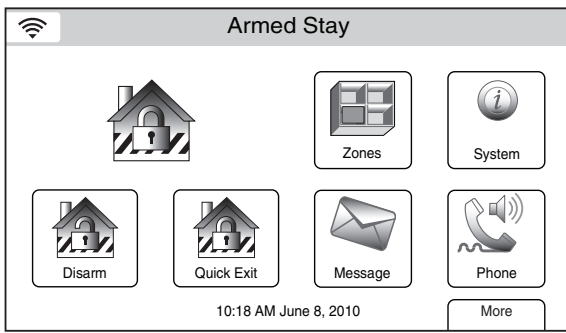 Armed Stay
Zones
System
Disarm
Quick Exit
Message
Phone
10:18 AM June 8, 2010
More